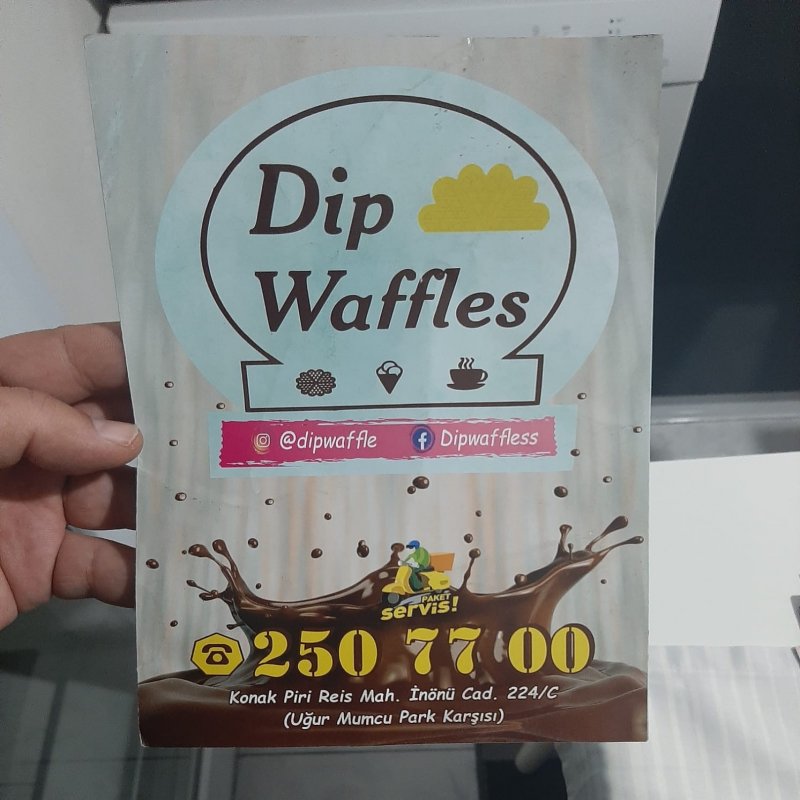 Dip
Waffles
@dipwaffle Dipwaffless
PAKET
servis!
250 77 00
Konak Piri Reis Mah. İnönü Cad. 224/C
(Uğur Mumcu Park Karşısı)